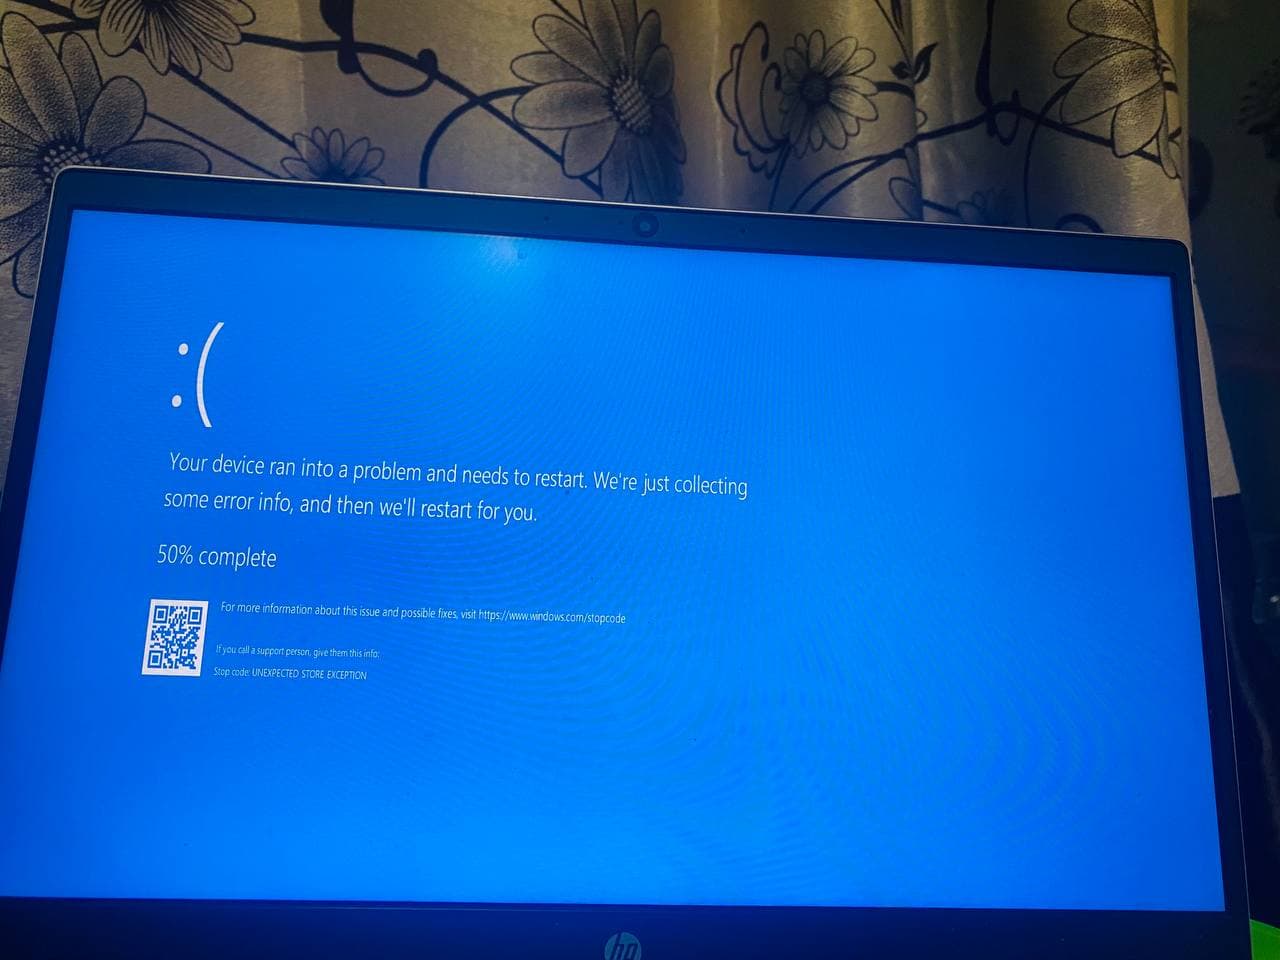 :(
Your device ran into a problem and needs to restart. We're just collecting
some error info, and then we'll restart for you.
50% complete
For more information about this issue and possible fixes, visit https://www.windows.com/stopcode
If you call a support person, give them this info:
Stop code: UNEXPECTED STORE EXCEPTION
hp